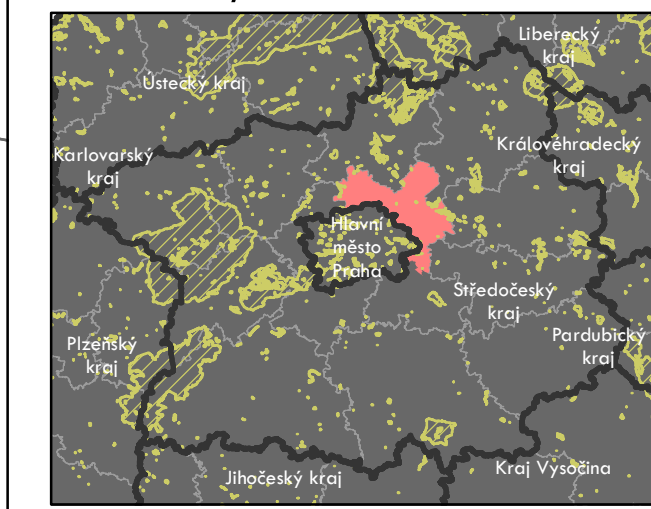 Liberecký
kraj
Ústecký kraj
Karlovarský
kraj
Královéhradecký
kraj
Hlavní
město
Praha
Středočeský
kraj
Plzeňský
kraj
Pardubický
kraj
Jihočeský kraj
Kraj Vysočina